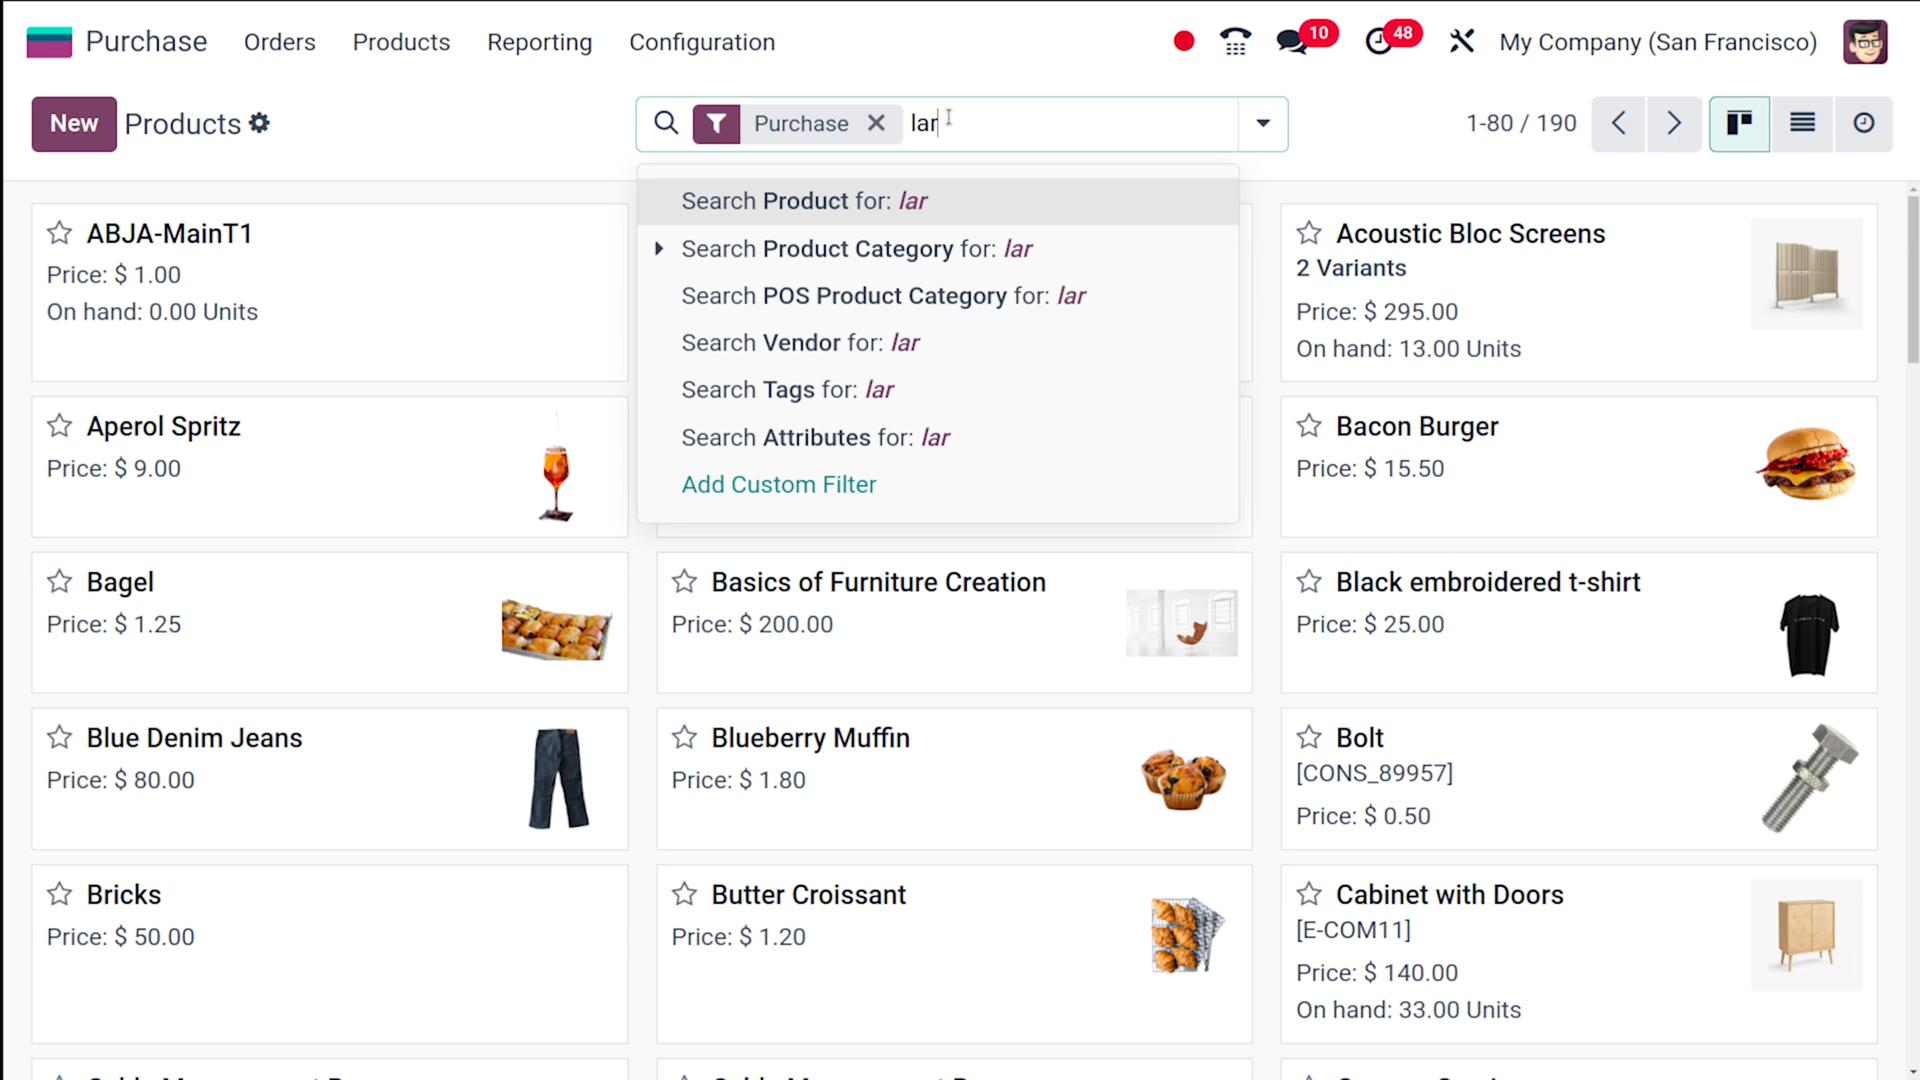 Purchase
Orders
Products
Reporting
Configuration
10
48
My Company (San Francisco)
New
Products
Purchase
lar
1-80 / 190
Search Product for: lar
Search Product Category for: lar
Search POS Product Category for: lar
Search Vendor for: lar
Search Tags for: lar
Search Attributes for: lar
Add Custom Filter
ABJA-MainT1
Price: $ 1.00
On hand: 0.00 Units
Acoustic Bloc Screens
2 Variants
Price: $ 295.00
On hand: 13.00 Units
Aperol Spritz
Price: $ 9.00
Bacon Burger
Price: $ 15.50
Bagel
Price: $ 1.25
Basics of Furniture Creation
Price: $ 200.00
Black embroidered t-shirt
Price: $ 25.00
Blue Denim Jeans
Price: $ 80.00
Blueberry Muffin
Price: $ 1.80
Bolt
[CONS_89957]
Price: $ 0.50
Bricks
Price: $ 50.00
Butter Croissant
Price: $ 1.20
Cabinet with Doors
[E-COM11]
Price: $ 140.00
On hand: 33.00 Units